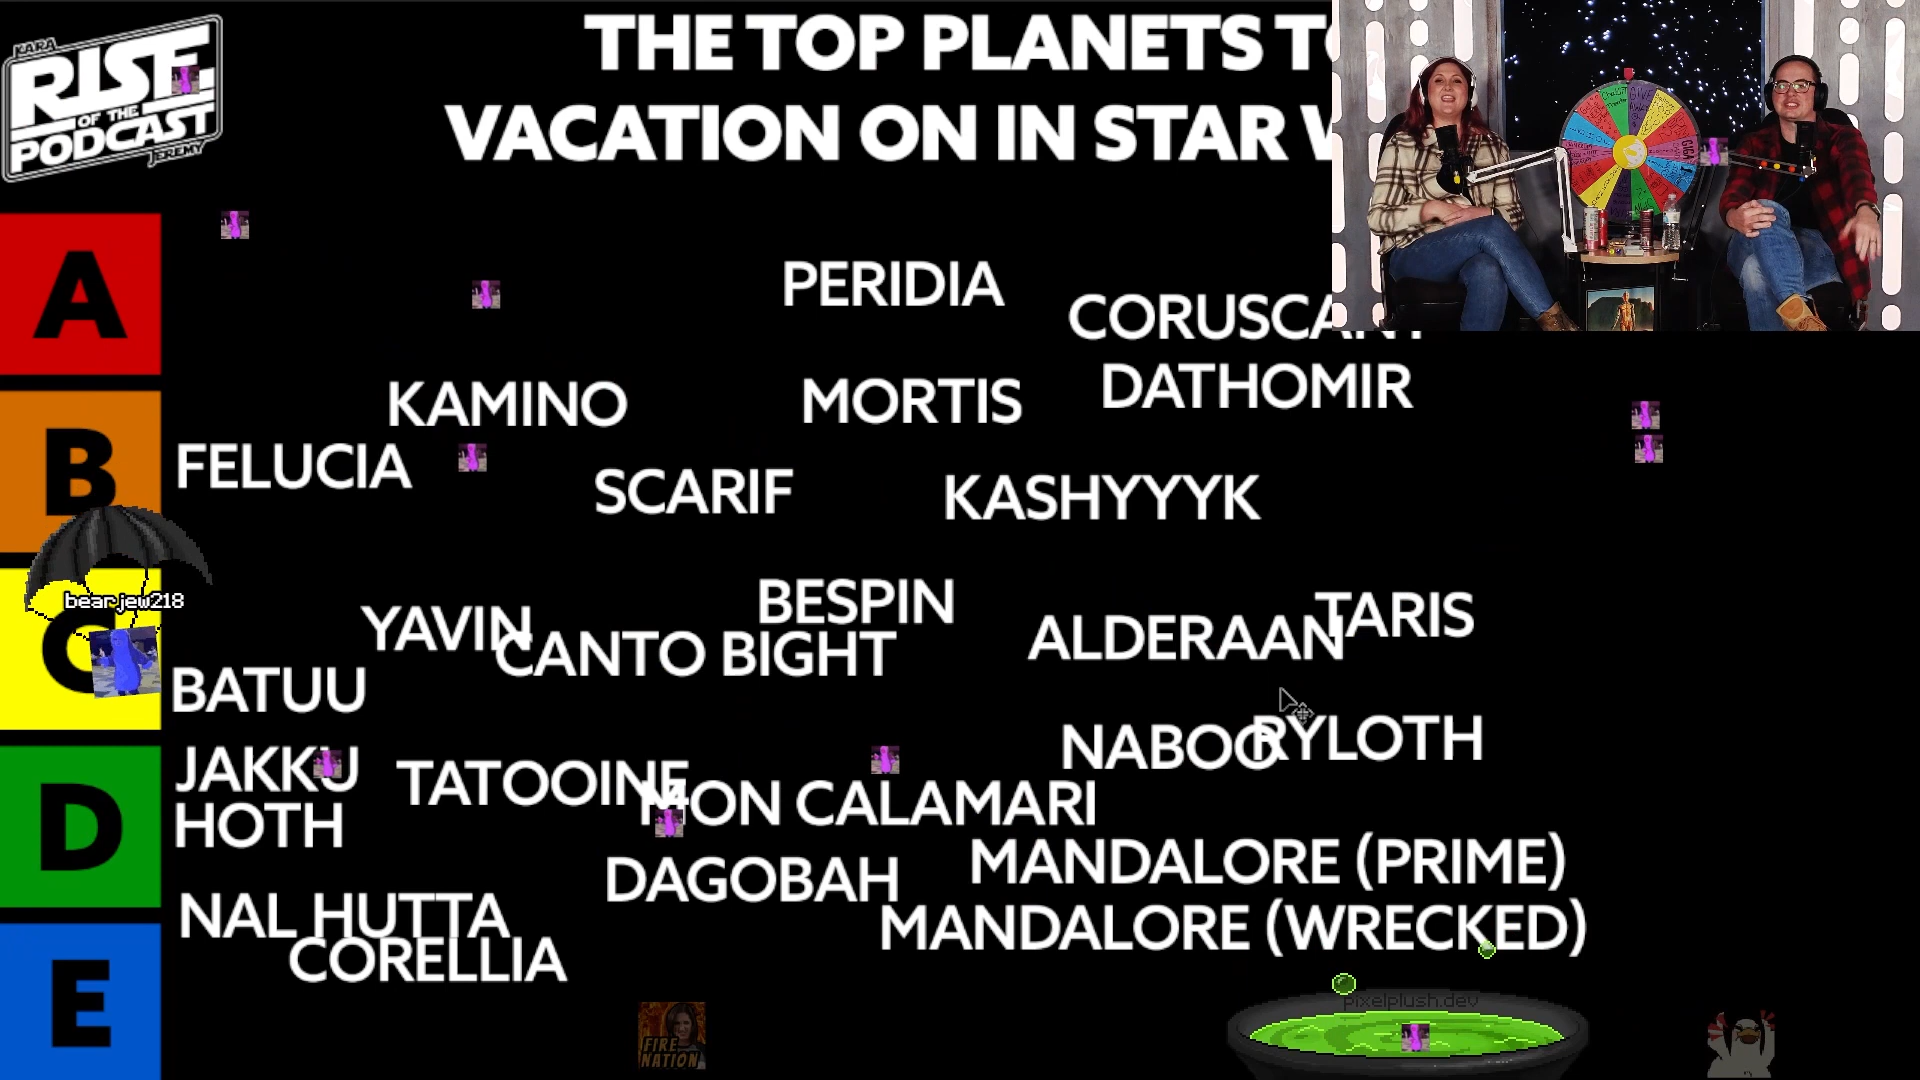 KARA
RISE
OF THE
PODCAST
JEREMY
THE TOP PLANETS TO
VACATION ON IN STAR W
A
PERIDIA
CORUSCANT
KAMINO
MORTIS
DATHOMIR
B
FELUCIA
SCARIF
KASHYYYK
bearjew218
C
YAVIN
BESPIN
CANTO BIGHT
ALDERAAN
TARIS
BATUU
NABOO
RYLOTH
D
JAKKU
TATOOINE
MON CALAMARI
HOTH
DAGOBAH
MANDALORE (PRIME)
NAL HUTTA
MANDALORE (WRECKED)
CORELLIA
E
FIRE
NATION
pixelplush.dev